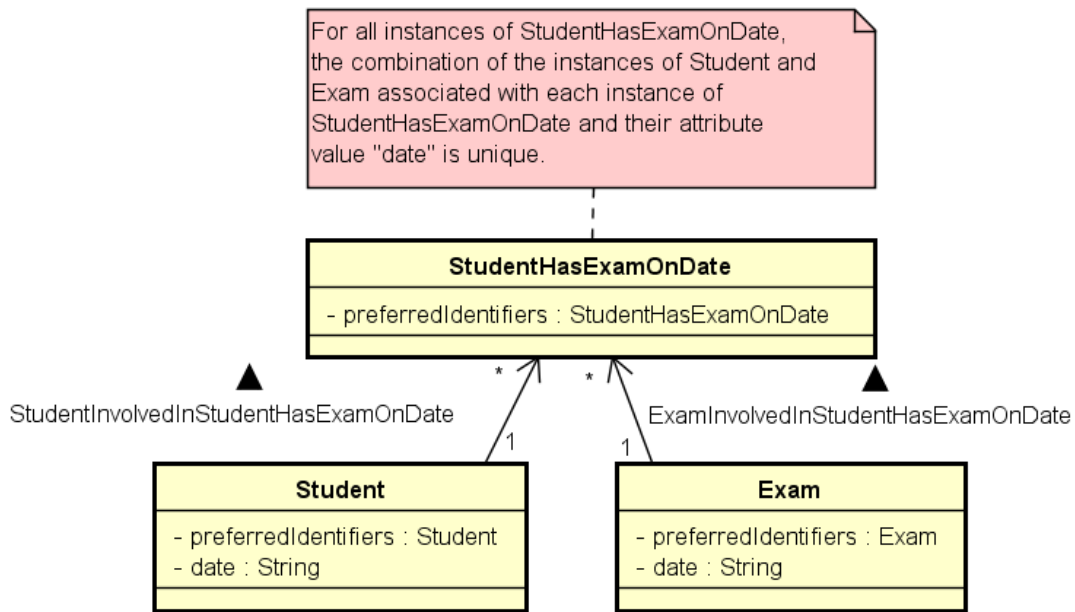 For all instances of StudentHasExamOnDate,
the combination of the instances of Student and
Exam associated with each instance of
StudentHasExamOnDate and their attribute
value "date" is unique.
StudentHasExamOnDate
- preferredIdentifiers : StudentHasExamOnDate
* *
StudentInvolvedInStudentHasExamOnDate
ExamInvolvedInStudentHasExamOnDate
1 1
Student
- preferredIdentifiers : Student
- date : String
Exam
- preferredIdentifiers : Exam
- date : String